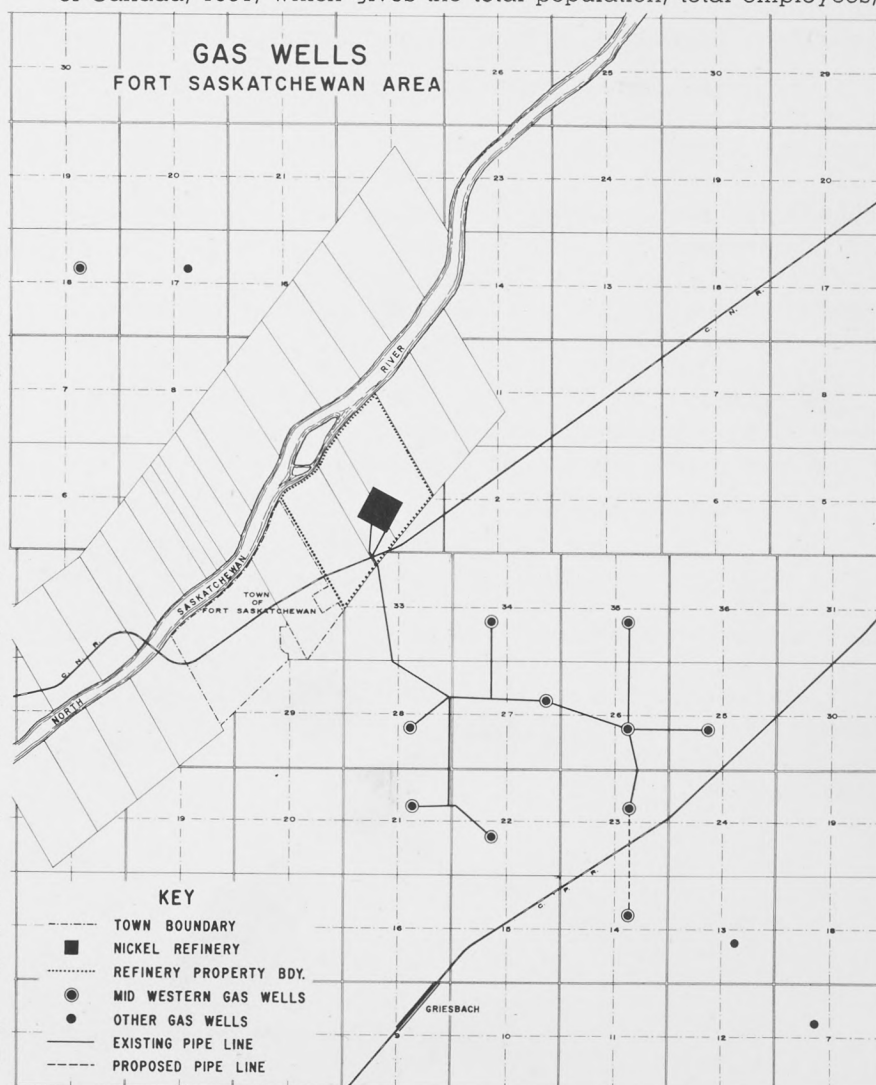 of Canada, 1951, which gives the total population, total employees,
GAS WELLS
FORT SASKATCHEWAN AREA
30 26 25 30 29
19 20 21 23 24 19 20
18 17 16 14 13 18 17
C. N. R.
RIVER
7 8 11 7 8
6 2 1 6 5
SASKATCHEWAN
TOWN
OF
FORT SASKATCHEWAN
33 34 35 36 31
C. N. R.
NORTH
29 28 27 26 25 30
19 20 21 22 23 24 19
C. P. R.
16 15 14 13 18
GRIESBACH
9 10 11 12 7
KEY
TOWN BOUNDARY
NICKEL REFINERY
REFINERY PROPERTY BDY.
MID WESTERN GAS WELLS
OTHER GAS WELLS
EXISTING PIPE LINE
PROPOSED PIPE LINE